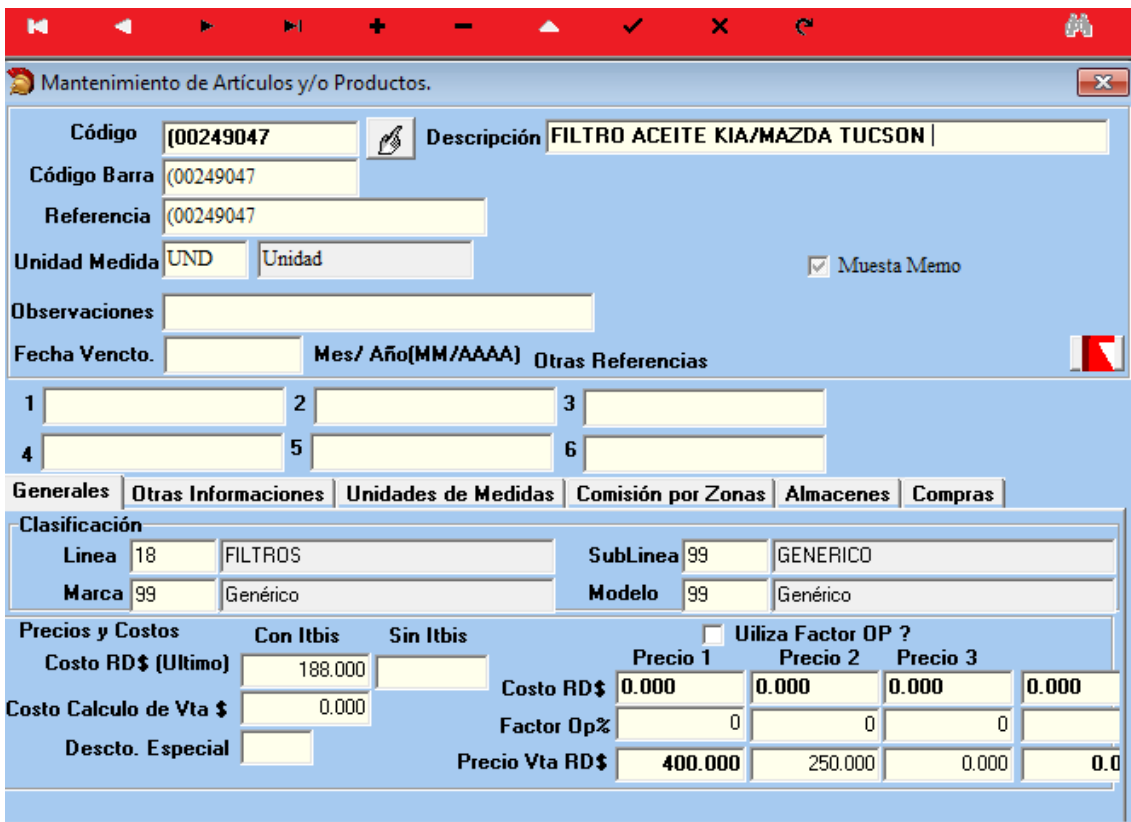 Mantenimiento de Artículos y/o Productos.
Código (00249047 Descripción FILTRO ACEITE KIA/MAZDA TUCSON
Código Barra (00249047
Referencia (00249047
Unidad Medida UND Unidad Muesta Memo
Observaciones
Fecha Vencto. Mes/ Año(MM/AAAA) Otras Referencias
1 2 3
4 5 6
Generales Otras Informaciones Unidades de Medidas Comisión por Zonas Almacenes Compras
Clasificación
Linea 18 FILTROS SubLinea 99 GENERICO
Marca 99 Genérico Modelo 99 Genérico
Precios y Costos Con Itbis Sin Itbis Uiliza Factor OP ?
Precio 1 Precio 2 Precio 3
Costo RD$ (Ultimo) 188.000
Costo RD$ 0.000 0.000 0.000 0.000
Costo Calculo de Vta $ 0.000
Factor Op% 0 0 0
Descto. Especial
Precio Vta RD$ 400.000 250.000 0.000 0.0